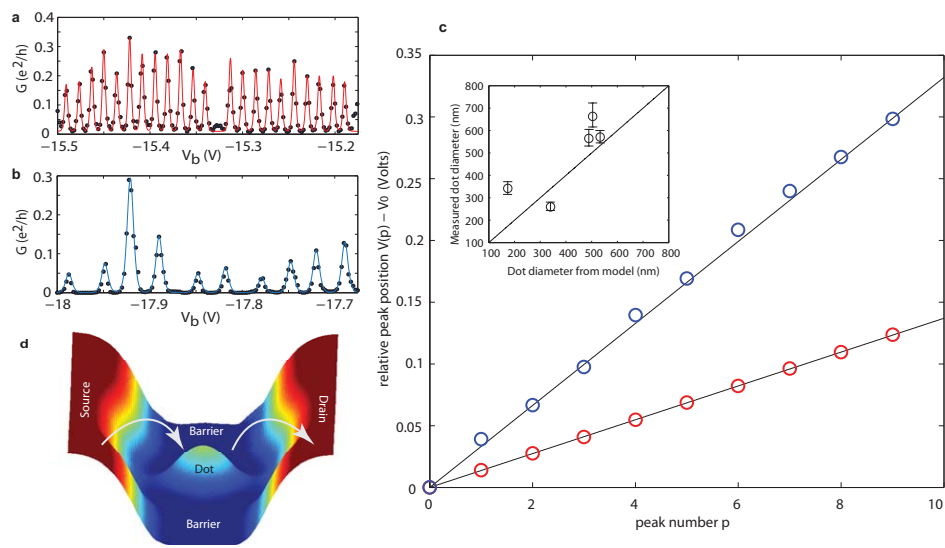 a
G (e²/h)
0.4
0.3
0.2
0.1
0
−15.5
−15.4
−15.3
−15.2
V_b (V)
b
G (e²/h)
0.3
0.2
0.1
0
−18
−17.9
−17.8
−17.7
V_b (V)
d
Source
Drain
Barrier
Dot
Barrier
c
relative peak position V(p) − V₀ (Volts)
0.35
0.3
0.25
0.2
0.15
0.1
0.05
0
0
2
4
6
8
10
peak number p
Measured dot diameter (nm)
800
700
600
500
400
300
200
100
100 200 300 400 500 600 700 800
Dot diameter from model (nm)